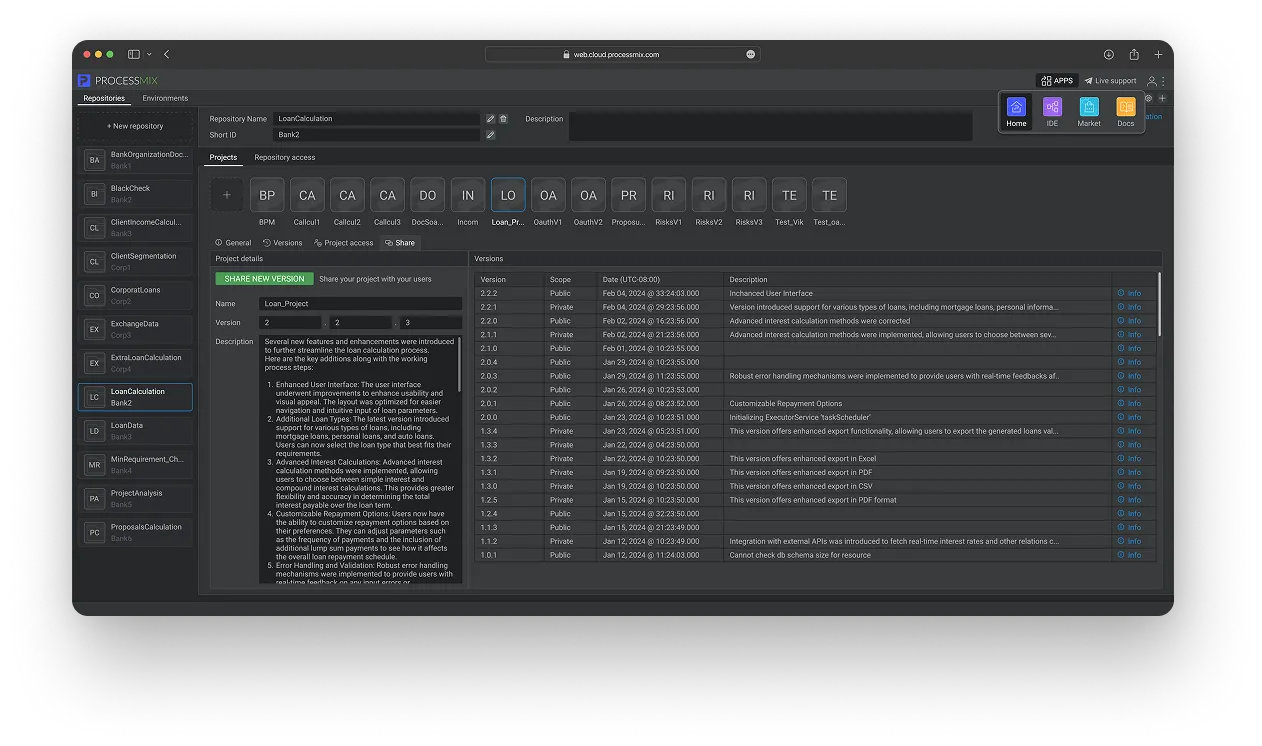 web.cloud.processmix.com
PROCESSMIX
APPS
Live support
Repositories Environments
Home IDE Market Docs
+ New repository
BA BankOrganizationDoc...
Bank1
BI BlackCheck
Bank2
CL ClientIncomeCalcul...
Bank3
CL ClientSegmentation
Corp1
CO CorporatLoans
Corp2
EX ExchangeData
Corp3
EX ExtraLoanCalculation
Corp4
LC LoanCalculation
Bank2
LD LoanData
Bank3
MR MinRequirement_Ch...
Bank4
PA ProjectAnalysis
Bank5
PC ProposalsCalculation
Bank6
Repository Name LoanCalculation Description
Short ID Bank2
Projects Repository access
+ BP CA CA CA DO IN LO OA OA PR RI RI RI TE TE
BPM Callcul1 Callcul2 Callcul3 DocSoa... Incom Loan_Pr... OauthV1 OauthV2 Proposu... RisksV1 RisksV2 RisksV3 Test_Vik Test_oa...
General Versions Project access Share
Project details
SHARE NEW VERSION Share your project with your users
Name Loan_Project
Version 2 . 2 . 3
Description
Several new features and enhancements were introduced
to further streamline the loan calculation process.
Here are the key additions along with the working
process steps:
1. Enhanced User Interface: The user interface
underwent improvements to enhance usability and
visual appeal. The layout was optimized for easier
navigation and intuitive input of loan parameters.
2. Additional Loan Types: The latest version introduced
support for various types of loans, including
mortgage loans, personal loans, and auto loans.
Users can now select the loan type that best fits their
requirements.
3. Advanced Interest Calculations: Advanced interest
calculation methods were implemented, allowing
users to choose between simple interest and
compound interest calculations. This provides greater
flexibility and accuracy in determining the total
interest payable over the loan term.
4. Customizable Repayment Options: Users now have
the ability to customize repayment options based on
their preferences. They can adjust parameters such
as the frequency of payments and the inclusion of
additional lump sum payments to see how it affects
the overall loan repayment schedule.
5. Error Handling and Validation: Robust error handling
mechanisms were implemented to provide users with
real-time feedback on any input errors or
Versions
Version Scope Date (UTC-08:00) Description
2.2.2 Public Feb 04, 2024 @ 33:24:03.000 Inchanced User Interface Info
2.2.1 Private Feb 04, 2024 @ 29:23:56.000 Version introduced support for various types of loans, including mortgage loans, personal informa... Info
2.2.0 Public Feb 02, 2024 @ 16:23:56.000 Advanced interest calculation methods were corrected Info
2.1.1 Private Feb 02, 2024 @ 21:23:56.000 Advanced interest calculation methods were implemented, allowing users to choose between sev... Info
2.1.0 Public Feb 01, 2024 @ 10:23:55.000 Info
2.0.4 Public Jan 29, 2024 @ 10:23:55.000 Info
2.0.3 Public Jan 29, 2024 @ 11:23:55.000 Robust error handling mechanisms were implemented to provide users with real-time feedbacks af... Info
2.0.2 Public Jan 26, 2024 @ 10:23:53.000 Info
2.0.1 Public Jan 26, 2024 @ 08:23:52.000 Customizable Repayment Options Info
2.0.0 Public Jan 23, 2024 @ 10:23:51.000 Initializing ExecutorService 'taskScheduler' Info
1.3.4 Private Jan 23, 2024 @ 05:23:51.000 This version offers enhanced export functionality, allowing users to export the generated loans val... Info
1.3.3 Private Jan 22, 2024 @ 04:23:50.000 Info
1.3.2 Private Jan 22, 2024 @ 10:23:50.000 This version offers enhanced export in Excel Info
1.3.1 Private Jan 19, 2024 @ 09:23:50.000 This version offers enhanced export in PDF Info
1.3.0 Public Jan 19, 2024 @ 10:23:50.000 This version offers enhanced export in CSV Info
1.2.5 Private Jan 15, 2024 @ 10:23:50.000 This version offers enhanced export in PDF format Info
1.2.4 Public Jan 15, 2024 @ 32:23:50.000 Info
1.1.3 Public Jan 15, 2024 @ 21:23:49.000 Info
1.1.2 Private Jan 12, 2024 @ 10:23:49.000 Integration with external APIs was introduced to fetch real-time interest rates and other relations c... Info
1.0.1 Public Jan 12, 2024 @ 11:24:03.000 Cannot check db schema size for resource Info